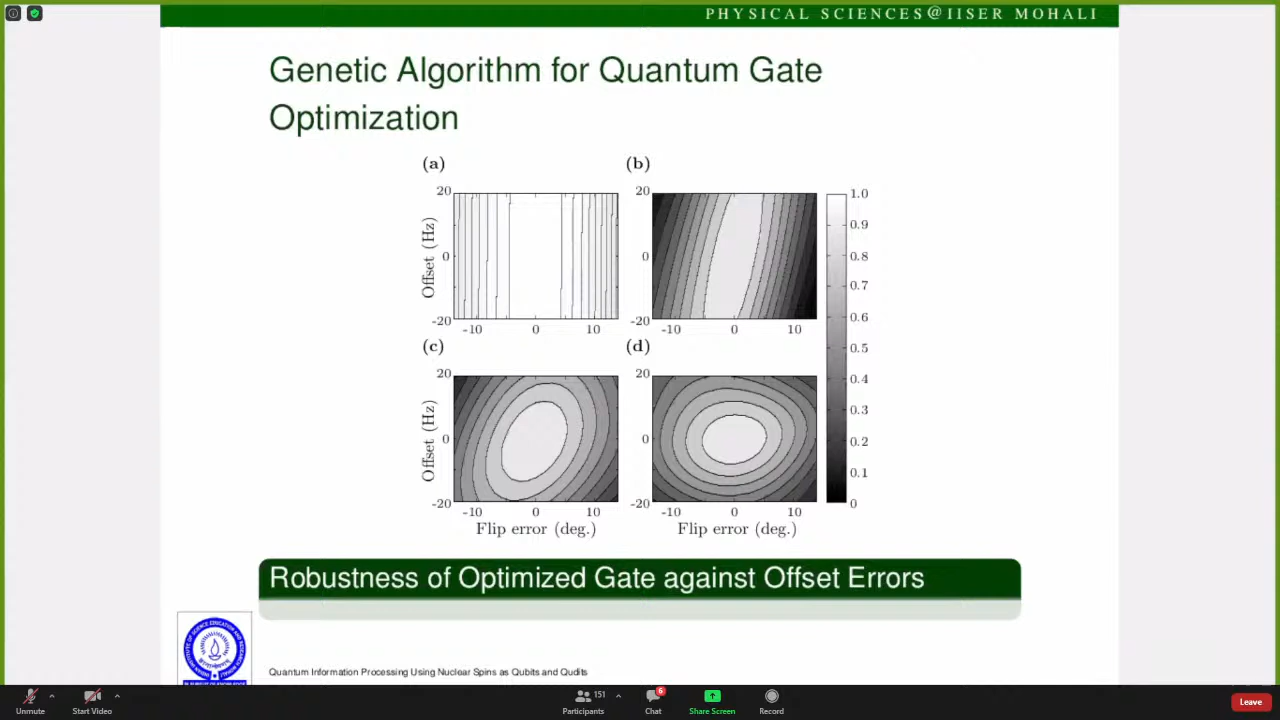 PHYSICAL SCIENCES@IISER MOHALI
Genetic Algorithm for Quantum Gate
Optimization
(a)
(b)
20
0
-20
Offset (Hz)
-10 0 10
20
0
-20
-10 0 10
1.0
0.9
0.8
0.7
0.6
0.5
0.4
0.3
0.2
0.1
0
(c)
(d)
20
0
-20
Offset (Hz)
-10 0 10
Flip error (deg.)
20
0
-20
-10 0 10
Flip error (deg.)
Robustness of Optimized Gate against Offset Errors
Quantum Information Processing Using Nuclear Spins as Qubits and Qudits
Unmute
Start Video
151
Participants
6
Chat
Share Screen
Record
Leave